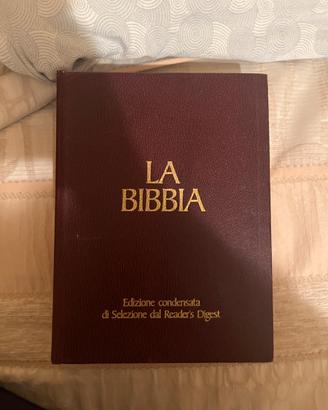 LA
BIBBIA
Edizione condensata
di Selezione dal Reader's Digest